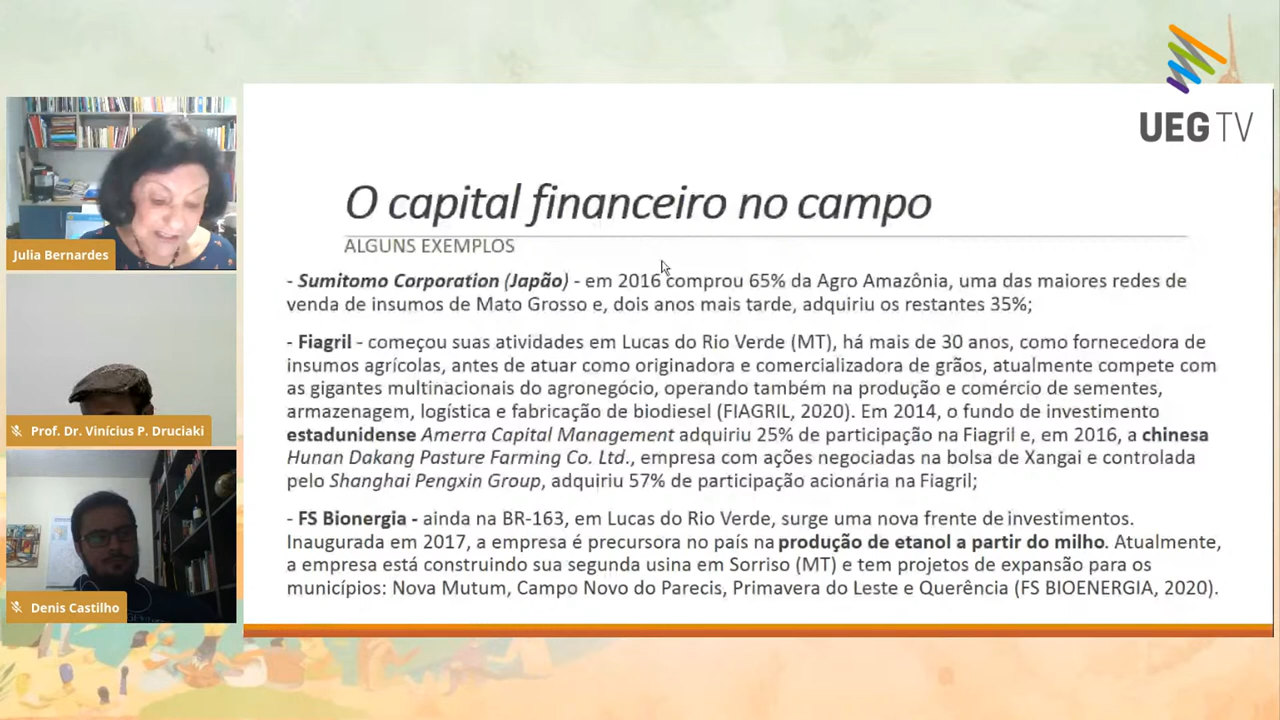 UEG TV
O capital financeiro no campo
ALGUNS EXEMPLOS
- Sumitomo Corporation (Japão) - em 2016 comprou 65% da Agro Amazônia, uma das maiores redes de
venda de insumos de Mato Grosso e, dois anos mais tarde, adquiriu os restantes 35%;
- Fiagril - começou suas atividades em Lucas do Rio Verde (MT), há mais de 30 anos, como fornecedora de
insumos agrícolas, antes de atuar como originadora e comercializadora de grãos, atualmente compete com
as gigantes multinacionais do agronegócio, operando também na produção e comércio de sementes,
armazenagem, logística e fabricação de biodiesel (FIAGRIL, 2020). Em 2014, o fundo de investimento
estadunidense Amerra Capital Management adquiriu 25% de participação na Fiagril e, em 2016, a chinesa
Hunan Dakang Pasture Farming Co. Ltd., empresa com ações negociadas na bolsa de Xangai e controlada
pelo Shanghai Pengxin Group, adquiriu 57% de participação acionária na Fiagril;
- FS Bionergia - ainda na BR-163, em Lucas do Rio Verde, surge uma nova frente de investimentos.
Inaugurada em 2017, a empresa é precursora no país na produção de etanol a partir do milho. Atualmente,
a empresa está construindo sua segunda usina em Sorriso (MT) e tem projetos de expansão para os
municípios: Nova Mutum, Campo Novo do Parecis, Primavera do Leste e Querência (FS BIOENERGIA, 2020).
Julia Bernardes
Prof. Dr. Vinícius P. Druciaki
Denis Castilho